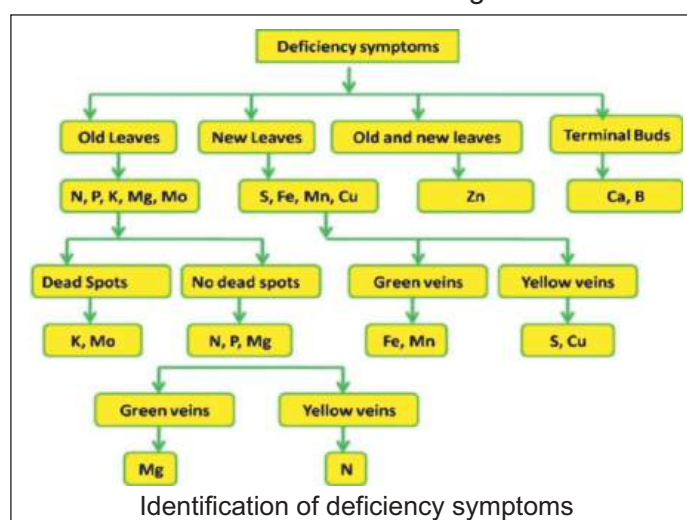 Deficiency symptoms
Old Leaves
New Leaves
Old and new leaves
Terminal Buds
N, P, K, Mg, Mo
S, Fe, Mn, Cu
Zn
Ca, B
Dead Spots
No dead spots
Green veins
Yellow veins
K, Mo
N, P, Mg
Fe, Mn
S, Cu
Green veins
Yellow veins
Mg
N
Identification of deficiency symptoms